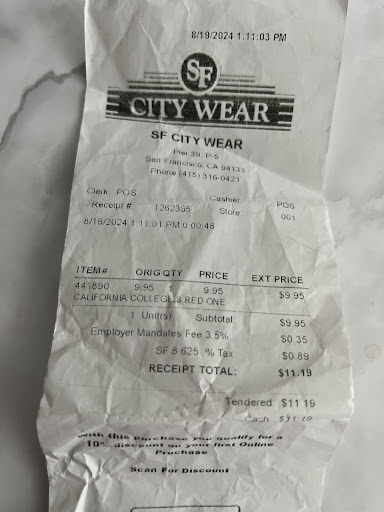 8/19/2024 1:11:03 PM
SF
CITY WEAR
SF CITY WEAR
Pier 39, P-5
San Francisco, CA 94133
Phone (415) 316-0421
Clerk POS Cashier POS
Receipt # 1262385 Store 001
8/19/2024 1:11:01 PM 0:00:48
ITEM# ORIG QTY PRICE EXT PRICE
441890 9.95 1 9.95 $9.95
CALIFORNIA COLLEGE & RED ONE
1 Unit(s) Subtotal $9.95
Employer Mandates Fee 3.5% $0.35
SF 8.625 % Tax $0.89
RECEIPT TOTAL: $11.19
Tendered $11.19
Cash $11.19
With this Purchase you qualify for a
10% discount on your first Online
Pruchase
Scan For Discount